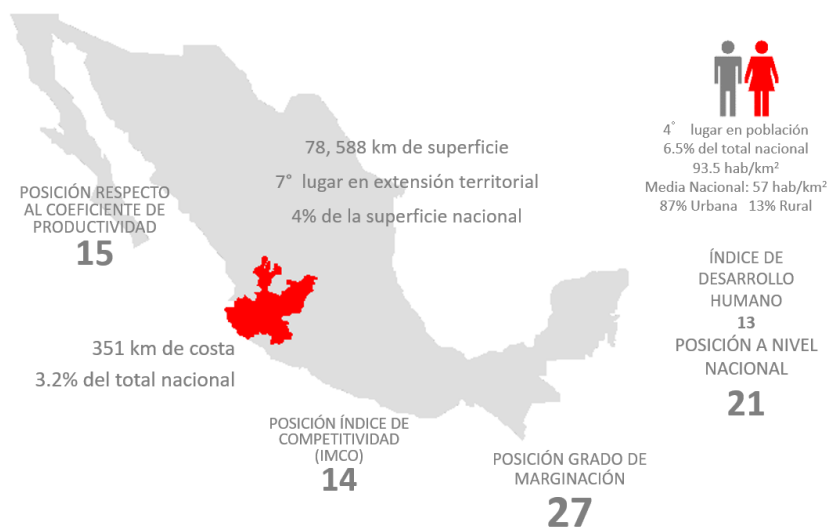 78, 588 km de superficie
7° lugar en extensión territorial
4% de la superficie nacional
4° lugar en población
6.5% del total nacional
93.5 hab/km²
Media Nacional: 57 hab/km²
87% Urbana 13% Rural
POSICIÓN RESPECTO
AL COEFICIENTE DE
PRODUCTIVIDAD
15
ÍNDICE DE
DESARROLLO
HUMANO
13
POSICIÓN A NIVEL
NACIONAL
21
351 km de costa
3.2% del total nacional
POSICIÓN ÍNDICE DE
COMPETITIVIDAD
(IMCO)
14
POSICIÓN GRADO DE
MARGINACIÓN
27